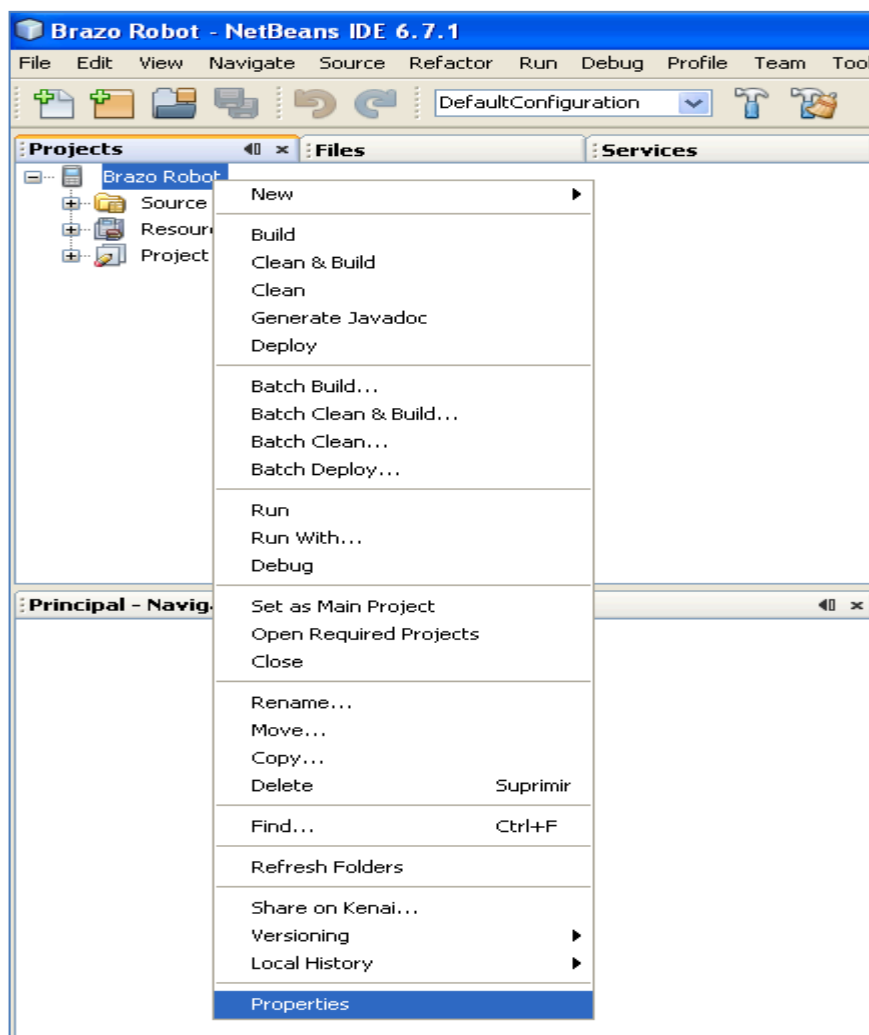 Brazo Robot - NetBeans IDE 6.7.1
File Edit View Navigate Source Refactor Run Debug Profile Team Tool
DefaultConfiguration
Projects Files Services
Brazo Robot
Source
Resour
Project
New
Build
Clean & Build
Clean
Generate Javadoc
Deploy
Batch Build...
Batch Clean & Build...
Batch Clean...
Batch Deploy...
Run
Run With...
Debug
Principal - Navig
Set as Main Project
Open Required Projects
Close
Rename...
Move...
Copy...
Delete Suprimir
Find... Ctrl+F
Refresh Folders
Share on Kenai...
Versioning
Local History
Properties